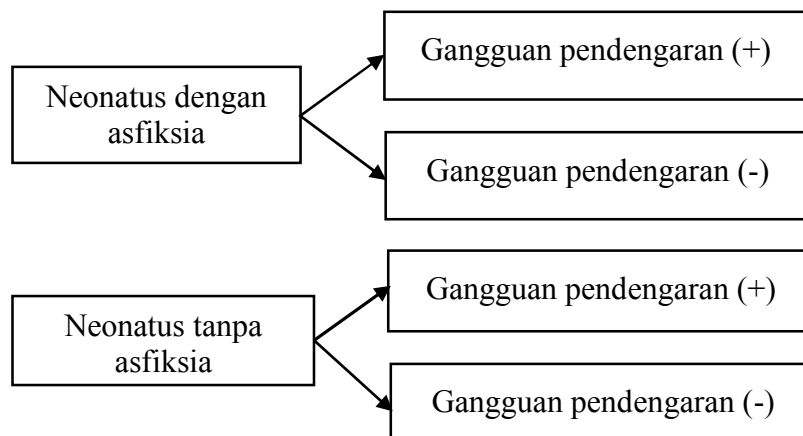 Neonatus dengan
asfiksia
Gangguan pendengaran (+)
Gangguan pendengaran (-)
Neonatus tanpa
asfiksia
Gangguan pendengaran (+)
Gangguan pendengaran (-)